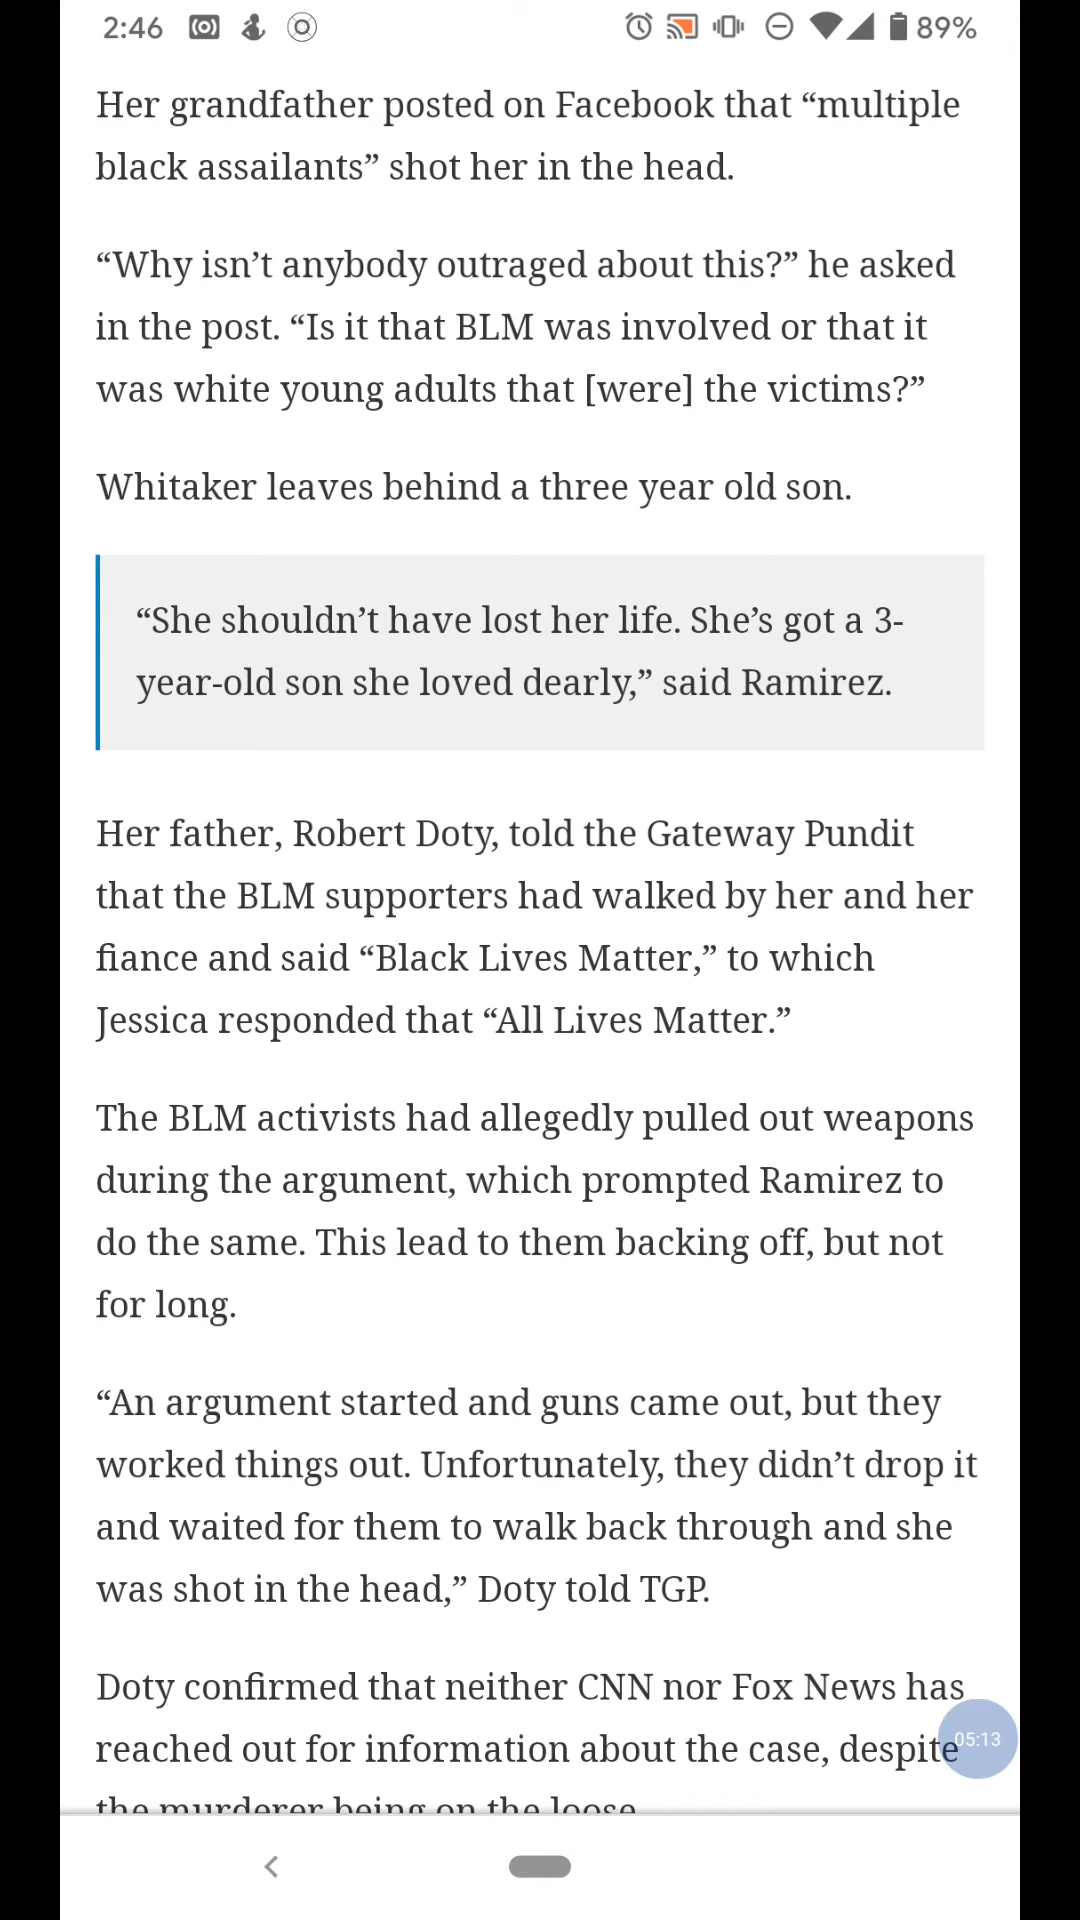 2:46
89%
Her grandfather posted on Facebook that “multiple
black assailants” shot her in the head.
“Why isn’t anybody outraged about this?” he asked
in the post. “Is it that BLM was involved or that it
was white young adults that [were] the victims?”
Whitaker leaves behind a three year old son.
“She shouldn’t have lost her life. She’s got a 3-
year-old son she loved dearly,” said Ramirez.
Her father, Robert Doty, told the Gateway Pundit
that the BLM supporters had walked by her and her
fiance and said “Black Lives Matter,” to which
Jessica responded that “All Lives Matter.”
The BLM activists had allegedly pulled out weapons
during the argument, which prompted Ramirez to
do the same. This lead to them backing off, but not
for long.
“An argument started and guns came out, but they
worked things out. Unfortunately, they didn’t drop it
and waited for them to walk back through and she
was shot in the head,” Doty told TGP.
Doty confirmed that neither CNN nor Fox News has
reached out for information about the case, despite
05:13
the murderer being on the loose.